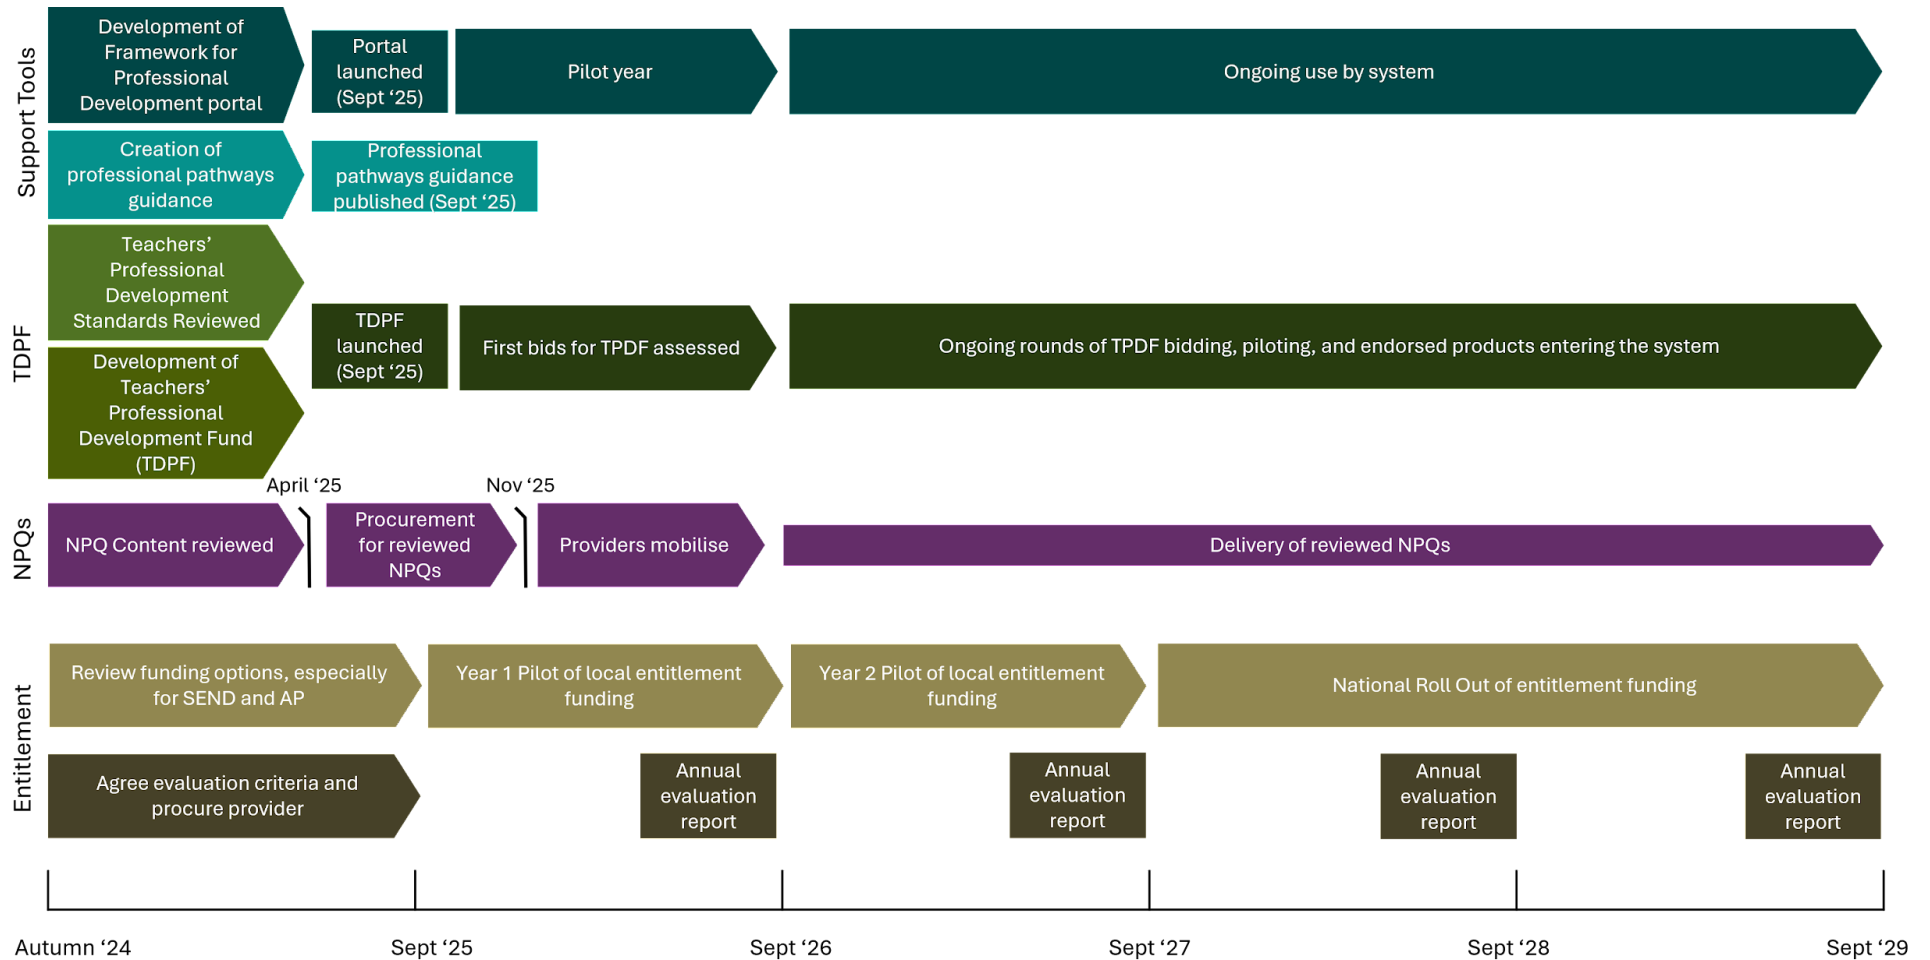 Support Tools
Development of
Framework for
Professional
Development portal
Portal
launched
(Sept ‘25)
Pilot year
Ongoing use by system
Creation of
professional pathways
guidance
Professional
pathways guidance
published (Sept ‘25)
TDPF
Teachers’
Professional
Development
Standards Reviewed
Development of
Teachers’
Professional
Development Fund
(TDPF)
TDPF
launched
(Sept ‘25)
First bids for TPDF assessed
Ongoing rounds of TPDF bidding, piloting, and endorsed products entering the system
NPQs
NPQ Content reviewed
April ‘25
Procurement
for reviewed
NPQs
Nov ‘25
Providers mobilise
Delivery of reviewed NPQs
Entitlement
Review funding options, especially
for SEND and AP
Year 1 Pilot of local entitlement
funding
Year 2 Pilot of local entitlement
funding
National Roll Out of entitlement funding
Agree evaluation criteria and
procure provider
Annual
evaluation
report
Annual
evaluation
report
Annual
evaluation
report
Annual
evaluation
report
Autumn ‘24
Sept ‘25
Sept ‘26
Sept ‘27
Sept ‘28
Sept ‘29